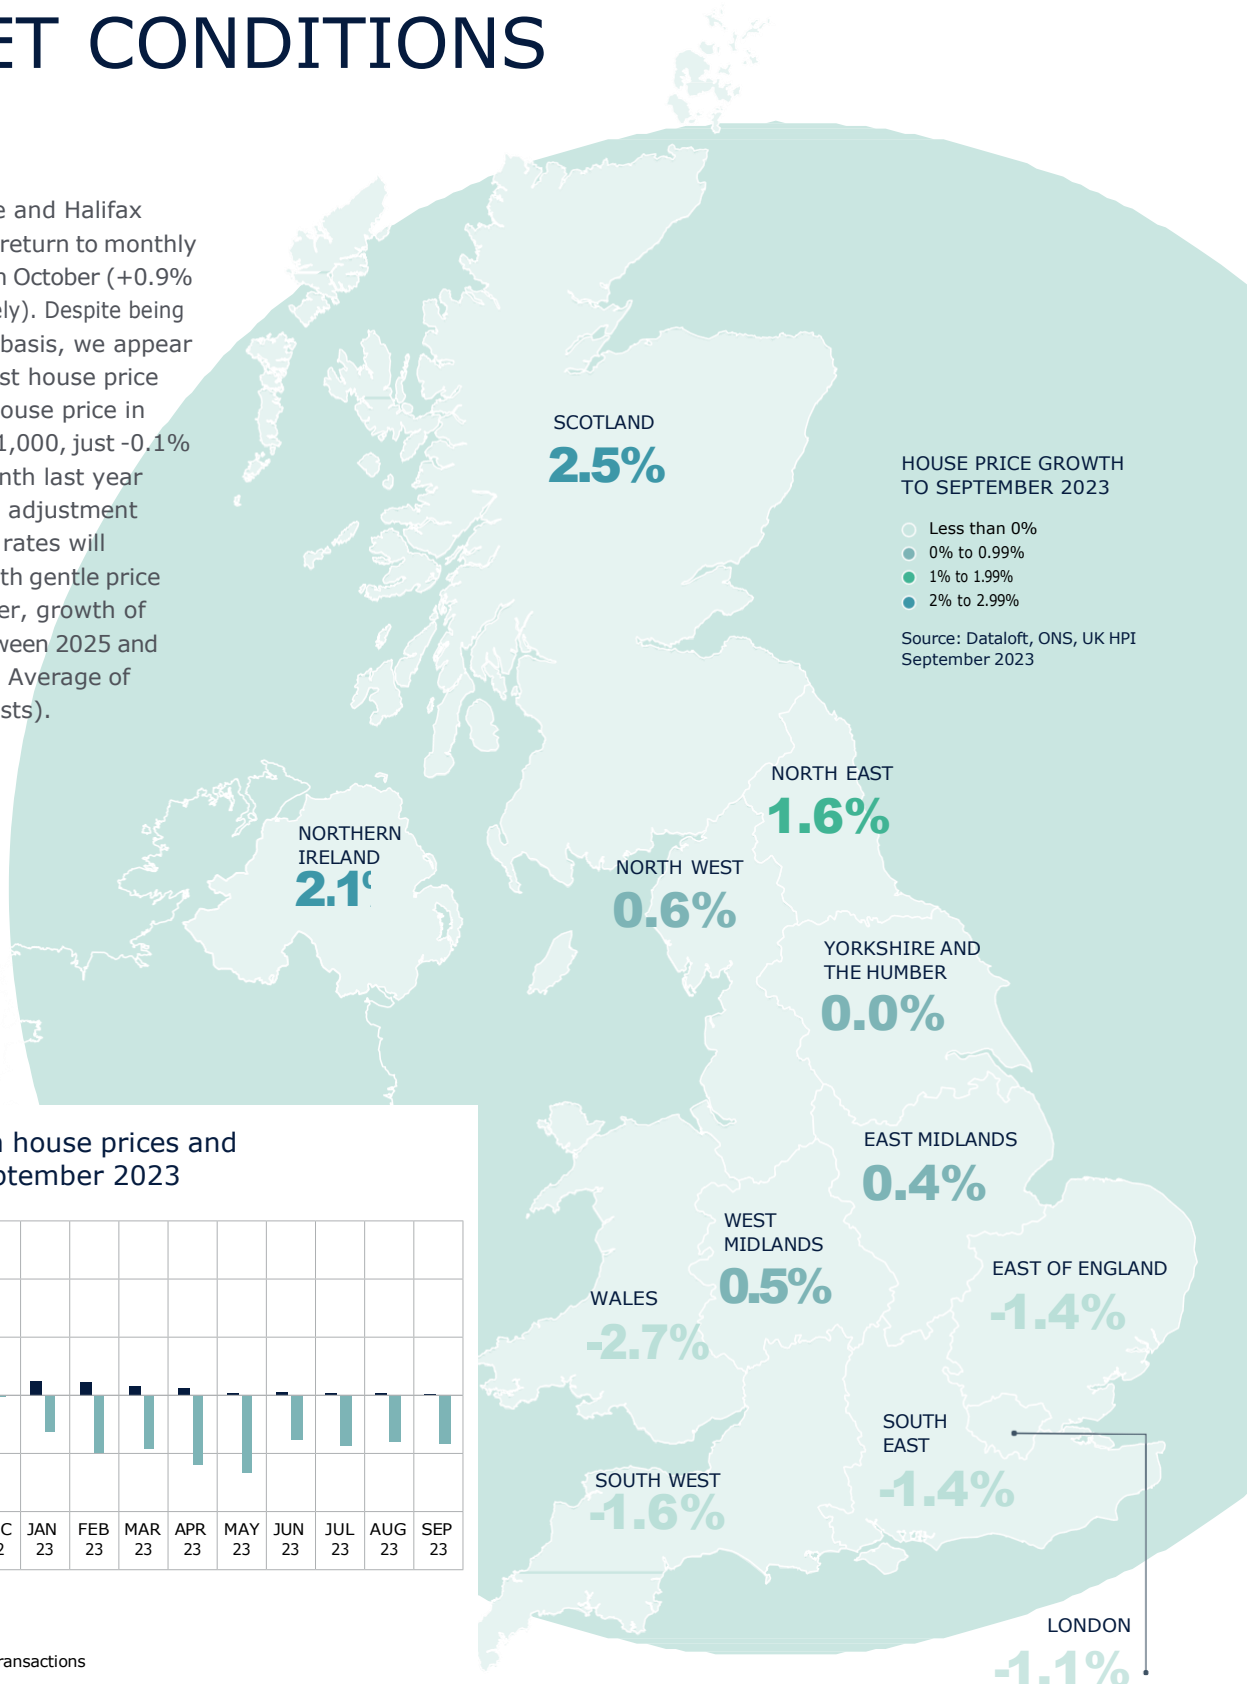 ET CONDITIONS
e and Halifax
return to monthly
n October (+0.9%
ely). Despite being
basis, we appear
st house price
ouse price in
1,000, just -0.1%
nth last year
adjustment
rates will
th gentle price
er, growth of
ween 2025 and
Average of
sts).
SCOTLAND
2.5%
HOUSE PRICE GROWTH
TO SEPTEMBER 2023
Less than 0%
0% to 0.99%
1% to 1.99%
2% to 2.99%
Source: Dataloft, ONS, UK HPI
September 2023
NORTH EAST
1.6%
NORTHERN
IRELAND
2.1%
NORTH WEST
0.6%
YORKSHIRE AND
THE HUMBER
0.0%
EAST MIDLANDS
0.4%
WEST
MIDLANDS
0.5%
EAST OF ENGLAND
-1.4%
WALES
-2.7%
SOUTH
EAST
-1.4%
SOUTH WEST
-1.6%
LONDON
-1.1%
n house prices and
ptember 2023
C JAN FEB MAR APR MAY JUN JUL AUG SEP
2 23 23 23 23 23 23 23 23 23
ransactions